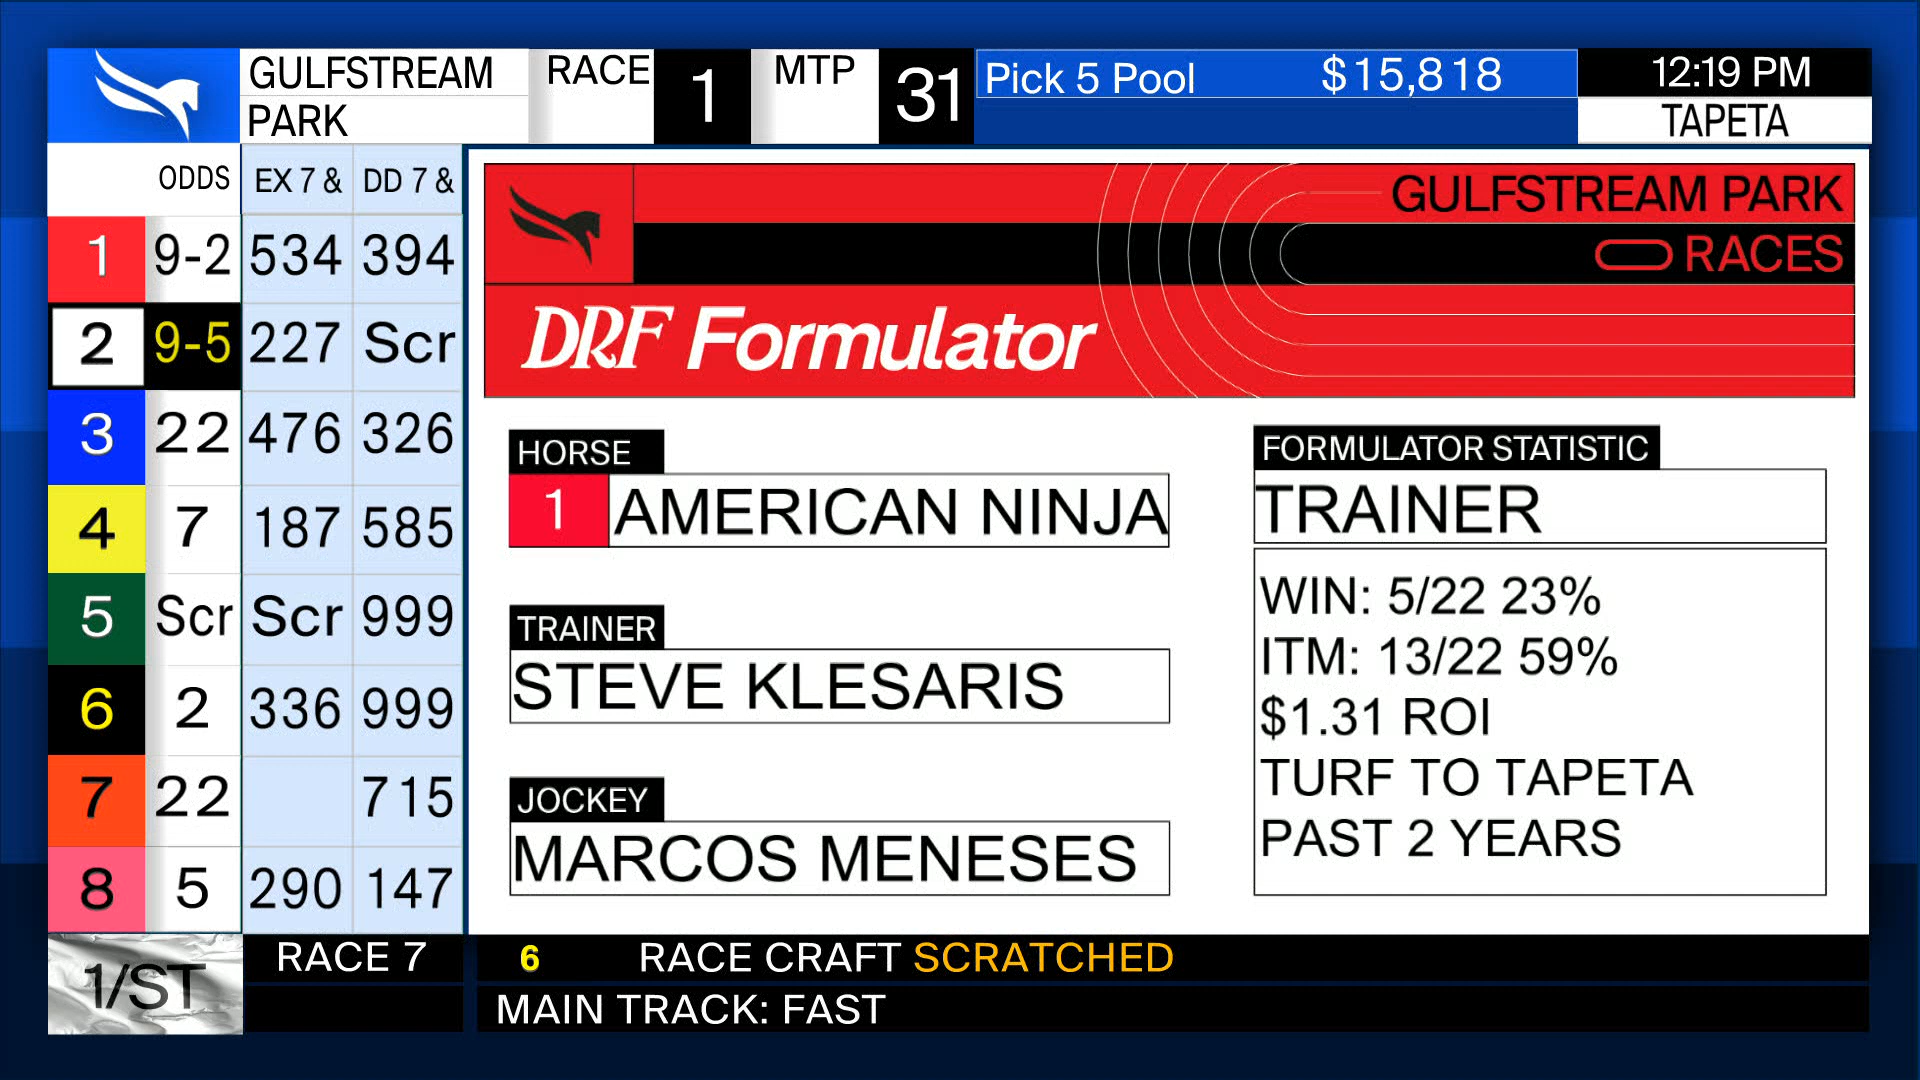 GULFSTREAM PARK
RACE 1 MTP 31
Pick 5 Pool $15,818
12:19 PM
TAPETA
ODDS EX 7 & DD 7 &
1 9-2 534 394
2 9-5 227 Scr
3 22 476 326
4 7 187 585
5 Scr Scr 999
6 2 336 999
7 22 715
8 5 290 147
GULFSTREAM PARK
RACES
DRF Formulator
HORSE
1 AMERICAN NINJA
TRAINER
STEVE KLESARIS
JOCKEY
MARCOS MENESES
FORMULATOR STATISTIC
TRAINER
WIN: 5/22 23%
ITM: 13/22 59%
$1.31 ROI
TURF TO TAPETA
PAST 2 YEARS
1/ST
RACE 7
6 RACE CRAFT SCRATCHED
MAIN TRACK: FAST